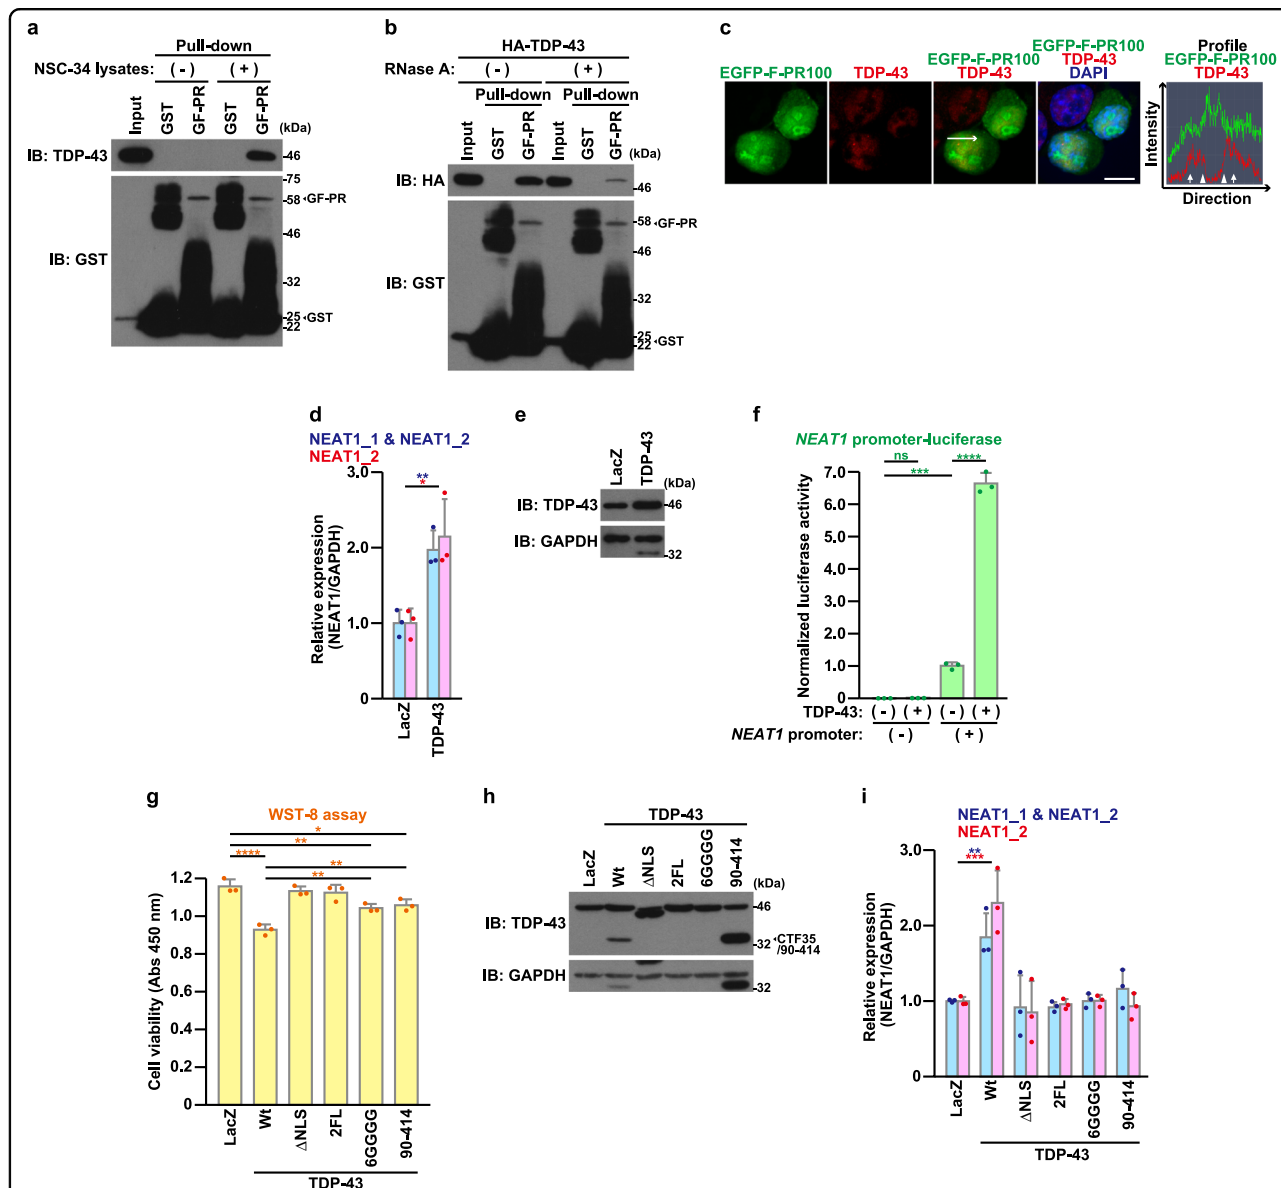 a
Pull-down
NSC-34 lysates: ( - ) ( + )
Input GST GF-PR GST GF-PR
(kDa)
IB: TDP-43
-46
-75
-58 GF-PR
-46
IB: GST
-32
-25 GST
-22
b
HA-TDP-43
RNase A: ( - ) ( + )
Pull-down Pull-down
Input GST GF-PR Input GST GF-PR
(kDa)
IB: HA
-46
-58 GF-PR
-46
IB: GST
-32
-25
-22 GST
c
EGFP-F-PR100
TDP-43
EGFP-F-PR100
TDP-43
EGFP-F-PR100
TDP-43
DAPI
Profile
EGFP-F-PR100
TDP-43
Intensity
Direction
d
NEAT1_1 & NEAT1_2
NEAT1_2
Relative expression
(NEAT1/GAPDH)
3.0
2.0
1.0
0
**
*
LacZ TDP-43
e
LacZ TDP-43
(kDa)
IB: TDP-43
-46
IB: GAPDH
-32
f
NEAT1 promoter-luciferase
Normalized luciferase activity
ns
***
****
7.0
6.0
5.0
4.0
3.0
2.0
1.0
0
TDP-43: ( - ) ( + ) ( - ) ( + )
NEAT1 promoter: ( - ) ( + )
g
WST-8 assay
Cell viability (Abs 450 nm)
*
**
****
**
**
1.2
1.0
0.8
0.6
0.4
0.2
0
LacZ Wt ΔNLS 2FL 6GGGG 90-414
TDP-43
h
TDP-43
LacZ Wt ΔNLS 2FL 6GGGG 90-414
(kDa)
IB: TDP-43
-46
-32 CTF35
/90-414
IB: GAPDH
-32
i
NEAT1_1 & NEAT1_2
NEAT1_2
Relative expression
(NEAT1/GAPDH)
**
***
3.0
2.0
1.0
0
LacZ Wt ΔNLS 2FL 6GGGG 90-414
TDP-43